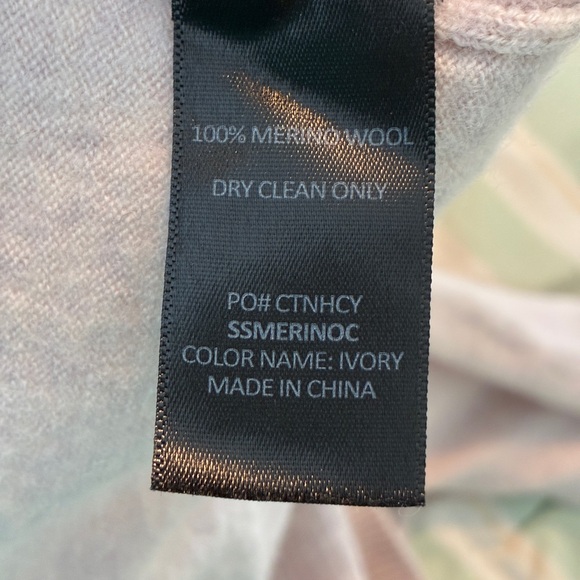 100% MERINO WOOL
DRY CLEAN ONLY
PO# CTNHCY
SSMERINOC
COLOR NAME: IVORY
MADE IN CHINA